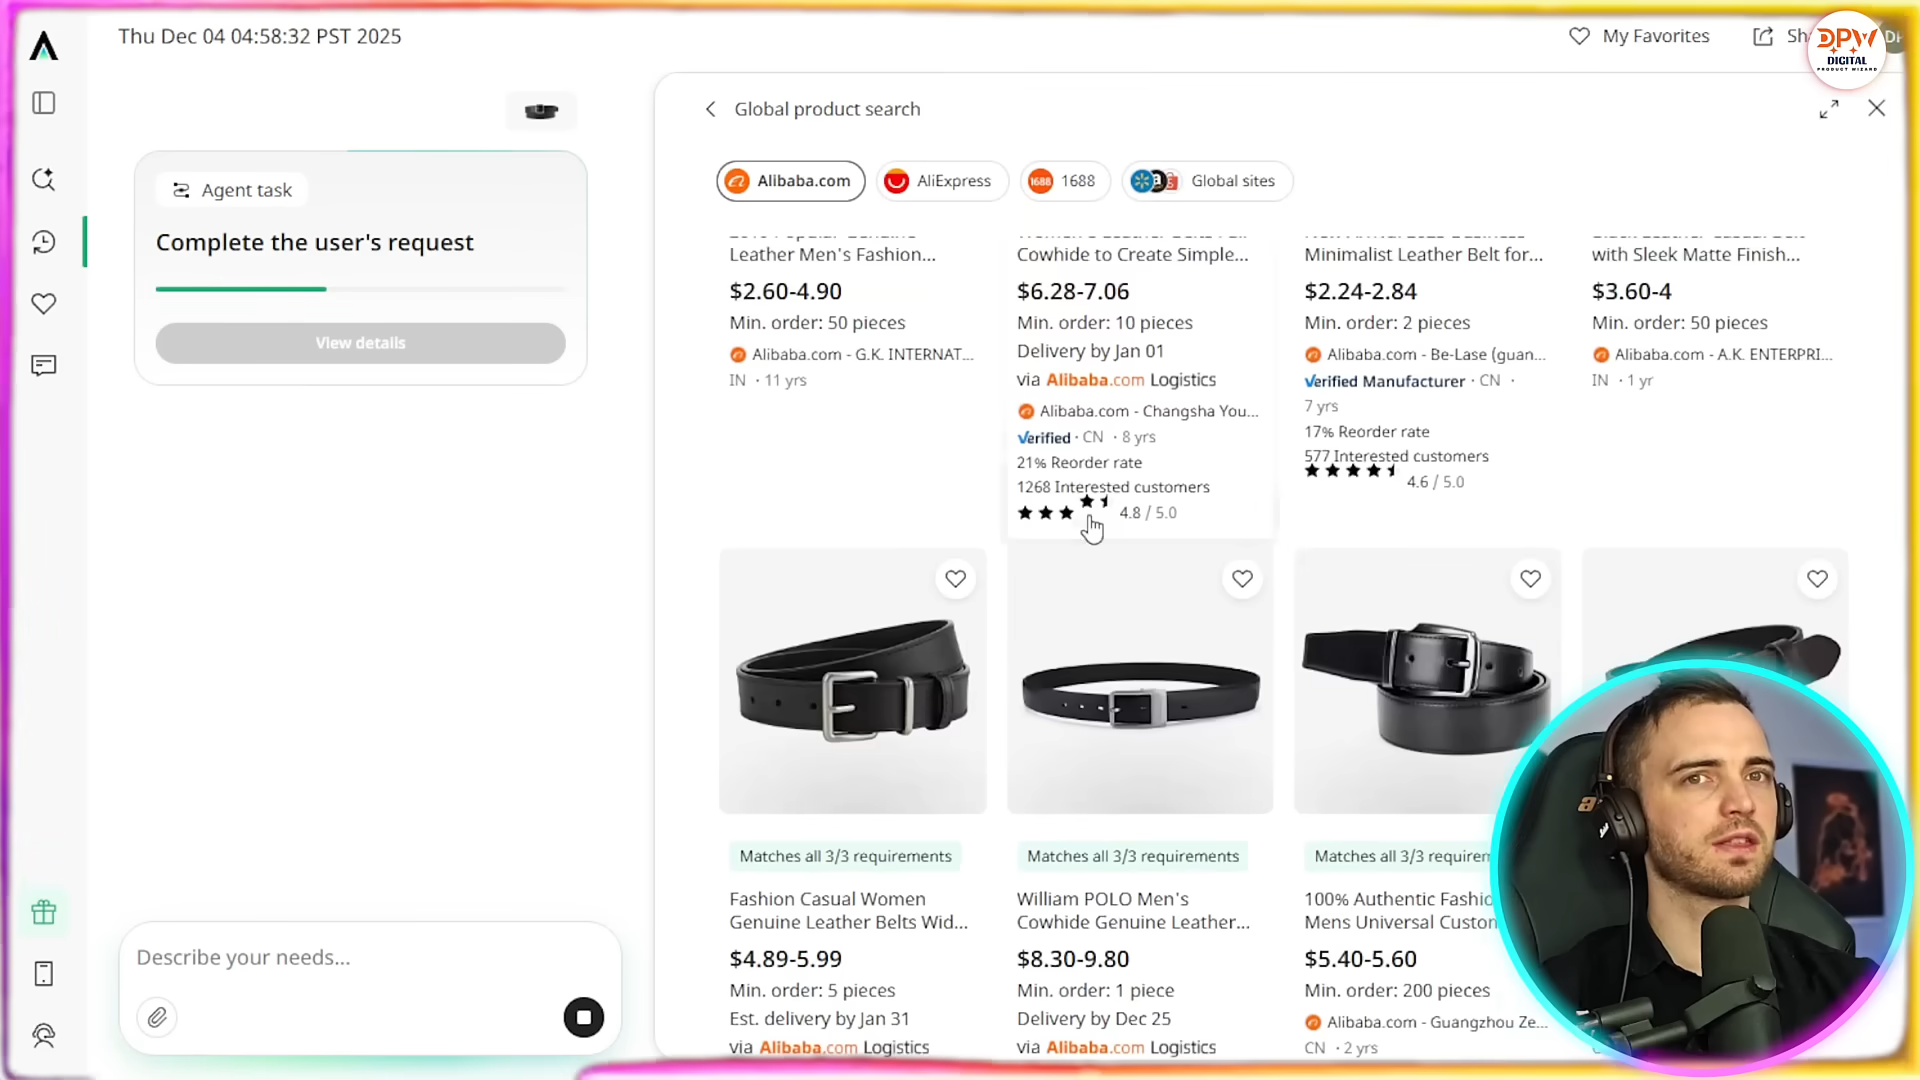 Thu Dec 04 04:58:32 PST 2025
My Favorites
DPW
DIGITAL
PRODUCT WIZARD
Agent task
Complete the user's request
View details
Describe your needs...
Global product search
Alibaba.com
AliExpress
1688
1688
Global sites
Leather Men's Fashion...
$2.60-4.90
Min. order: 50 pieces
Alibaba.com - G.K. INTERNAT...
IN · 11 yrs
Cowhide to Create Simple...
$6.28-7.06
Min. order: 10 pieces
Delivery by Jan 01
via Alibaba.com Logistics
Alibaba.com - Changsha You...
Verified · CN · 8 yrs
21% Reorder rate
1268 Interested customers
4.8 / 5.0
Minimalist Leather Belt for...
$2.24-2.84
Min. order: 2 pieces
Alibaba.com - Be-Lase (guan...
Verified Manufacturer · CN ·
7 yrs
17% Reorder rate
577 Interested customers
4.6 / 5.0
with Sleek Matte Finish...
$3.60-4
Min. order: 50 pieces
Alibaba.com - A.K. ENTERPRI...
IN · 1 yr
Matches all 3/3 requirements
Fashion Casual Women
Genuine Leather Belts Wid...
$4.89-5.99
Min. order: 5 pieces
Est. delivery by Jan 31
via Alibaba.com Logistics
Matches all 3/3 requirements
William POLO Men's
Cowhide Genuine Leather...
$8.30-9.80
Min. order: 1 piece
Delivery by Dec 25
via Alibaba.com Logistics
Matches all 3/3 requirem
100% Authentic Fashi
Mens Universal Custon
$5.40-5.60
Min. order: 200 pieces
Alibaba.com - Guangzhou Ze...
CN · 2 yrs